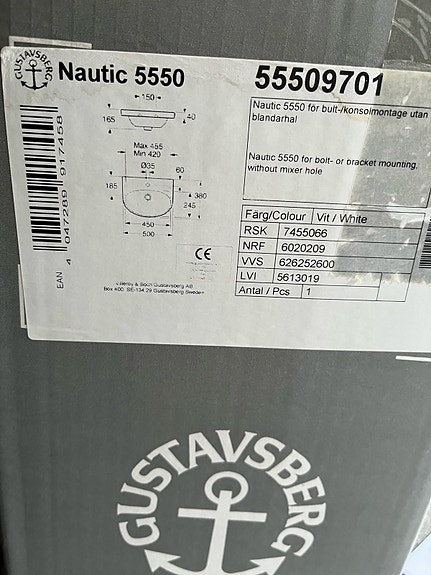 GUSTAVSBERG
Nautic 5550
55509701
150
165
40
Max 455
Min 420
Ø35
60
185
380
245
450
500
EAN 4 047289 917458
CE
Villeroy & Boch Gustavsberg AB
Box 400, SE-134 29 Gustavsberg Sweden
Nautic 5550 för bult-/konsolmontage utan
blandarhål
Nautic 5550 for bolt- or bracket mounting,
without mixer hole
Färg/Colour Vit / White
RSK 7455066
NRF 6020209
VVS 626252600
LVI 5613019
Antal / Pcs 1
GUSTAVSBERG